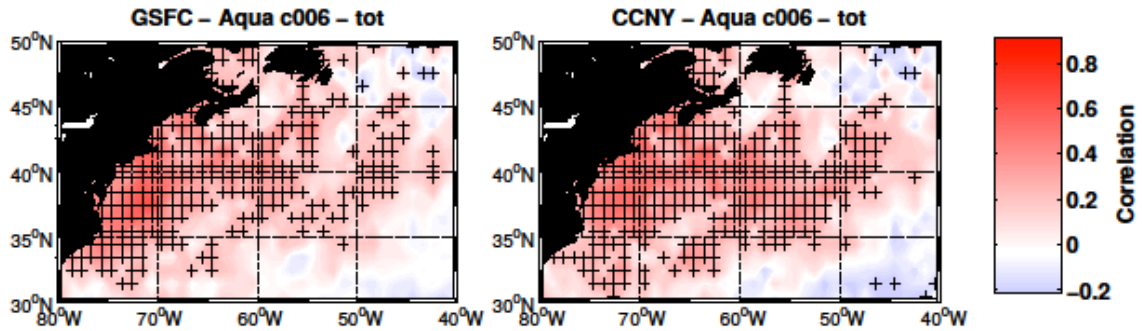 GSFC − Aqua c006 − tot
CCNY − Aqua c006 − tot
50°N
45°N
40°N
35°N
30°N
80°W 70°W 60°W 50°W 40°W
50°N
45°N
40°N
35°N
30°N
80°W 70°W 60°W 50°W 40°W
0.8
0.6
0.4
0.2
0
−0.2
Correlation